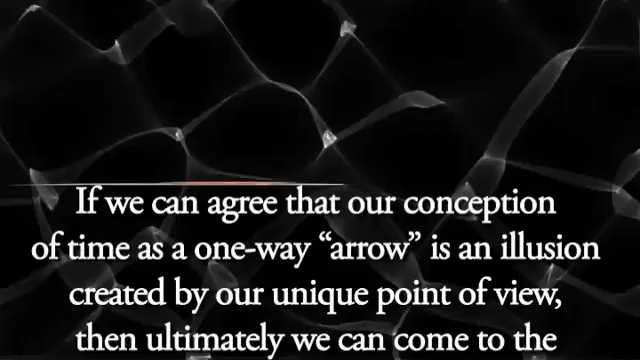 If we can agree that our conception
of time as a one-way “arrow” is an illusion
created by our unique point of view,
then ultimately we can come to the